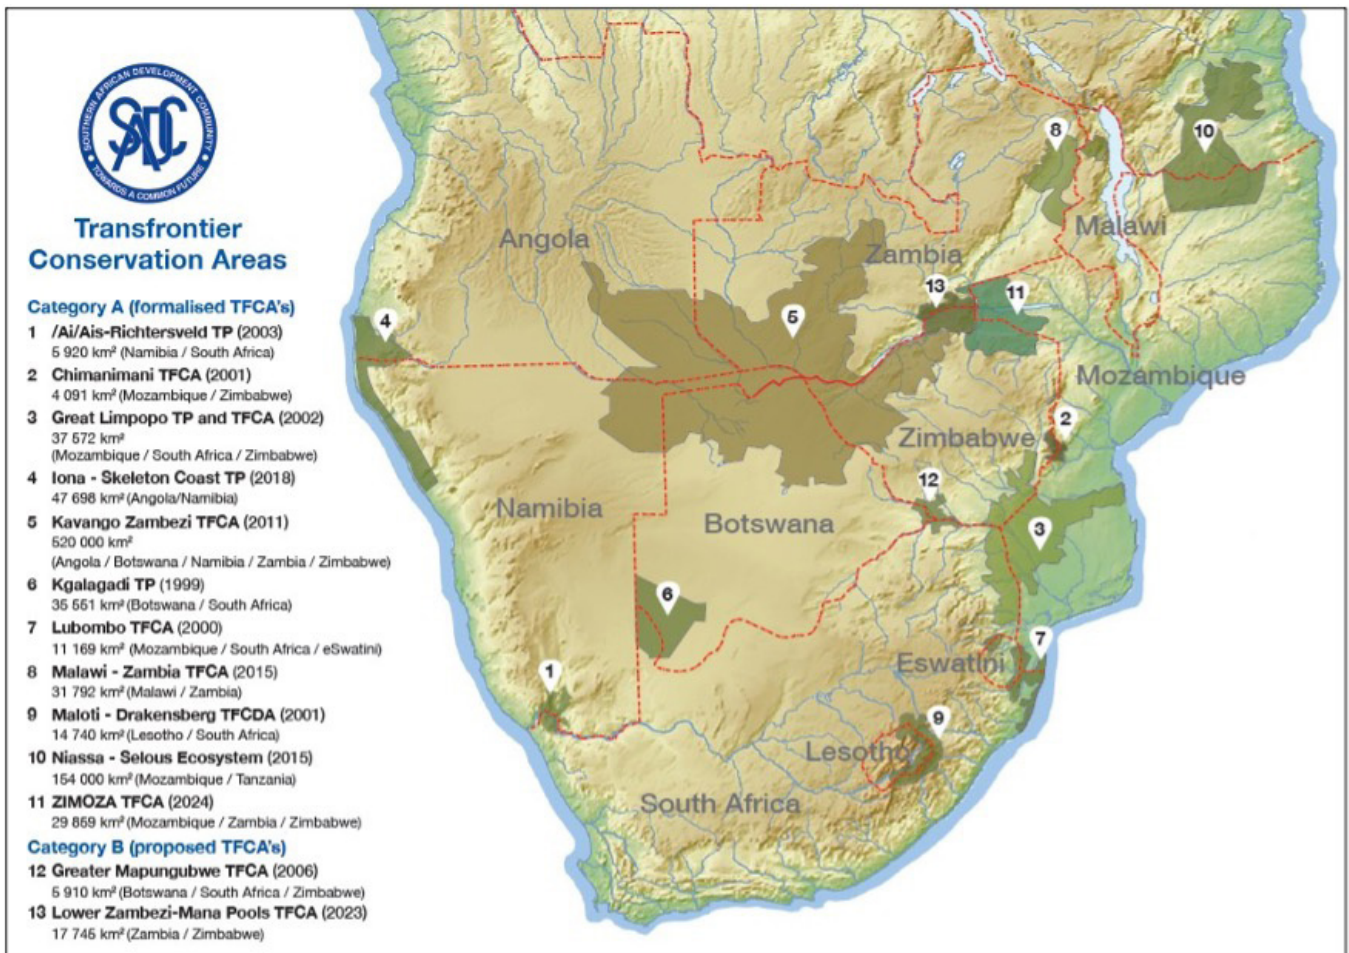 SOUTHERN AFRICAN DEVELOPMENT COMMUNITY
SADC
TOWARDS A COMMON FUTURE
Transfrontier
Conservation Areas
Category A (formalised TFCA's)
1 /Ai/Ais-Richtersveld TP (2003)
5 920 km² (Namibia / South Africa)
2 Chimanimani TFCA (2001)
4 091 km² (Mozambique / Zimbabwe)
3 Great Limpopo TP and TFCA (2002)
37 572 km²
(Mozambique / South Africa / Zimbabwe)
4 Iona - Skeleton Coast TP (2018)
47 698 km² (Angola/Namibia)
5 Kavango Zambezi TFCA (2011)
520 000 km²
(Angola / Botswana / Namibia / Zambia / Zimbabwe)
6 Kgalagadi TP (1999)
35 551 km² (Botswana / South Africa)
7 Lubombo TFCA (2000)
11 169 km² (Mozambique / South Africa / eSwatini)
8 Malawi - Zambia TFCA (2015)
31 792 km² (Malawi / Zambia)
9 Maloti - Drakensberg TFCDA (2001)
14 740 km² (Lesotho / South Africa)
10 Niassa - Selous Ecosystem (2015)
154 000 km² (Mozambique / Tanzania)
11 ZIMOZA TFCA (2024)
29 859 km² (Mozambique / Zambia / Zimbabwe)
Category B (proposed TFCA's)
12 Greater Mapungubwe TFCA (2006)
5 910 km² (Botswana / South Africa / Zimbabwe)
13 Lower Zambezi-Mana Pools TFCA (2023)
17 745 km² (Zambia / Zimbabwe)
8
10
Malawi
Angola
Zambia
13
11
4
5
Mozambique
2
Zimbabwe
12
Namibia
Botswana
3
6
7
Eswatini
1
9
Lesotho
South Africa